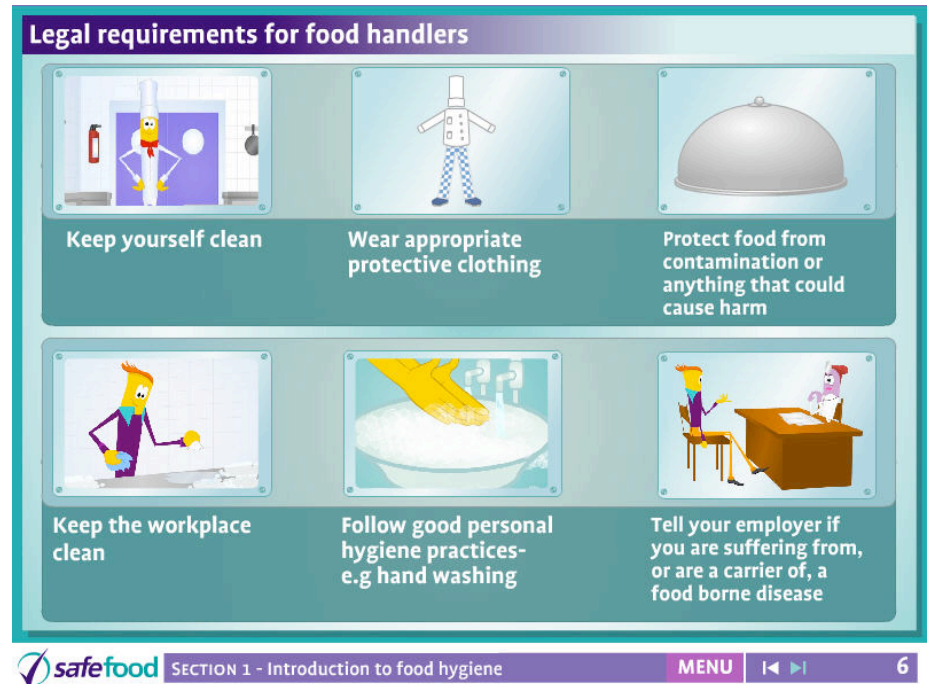 Legal requirements for food handlers
Keep yourself clean
Wear appropriate
protective clothing
Protect food from
contamination or
anything that could
cause harm
Keep the workplace
clean
Follow good personal
hygiene practices-
e.g hand washing
Tell your employer if
you are suffering from,
or are a carrier of, a
food borne disease
safefood SECTION 1 - Introduction to food hygiene MENU 6